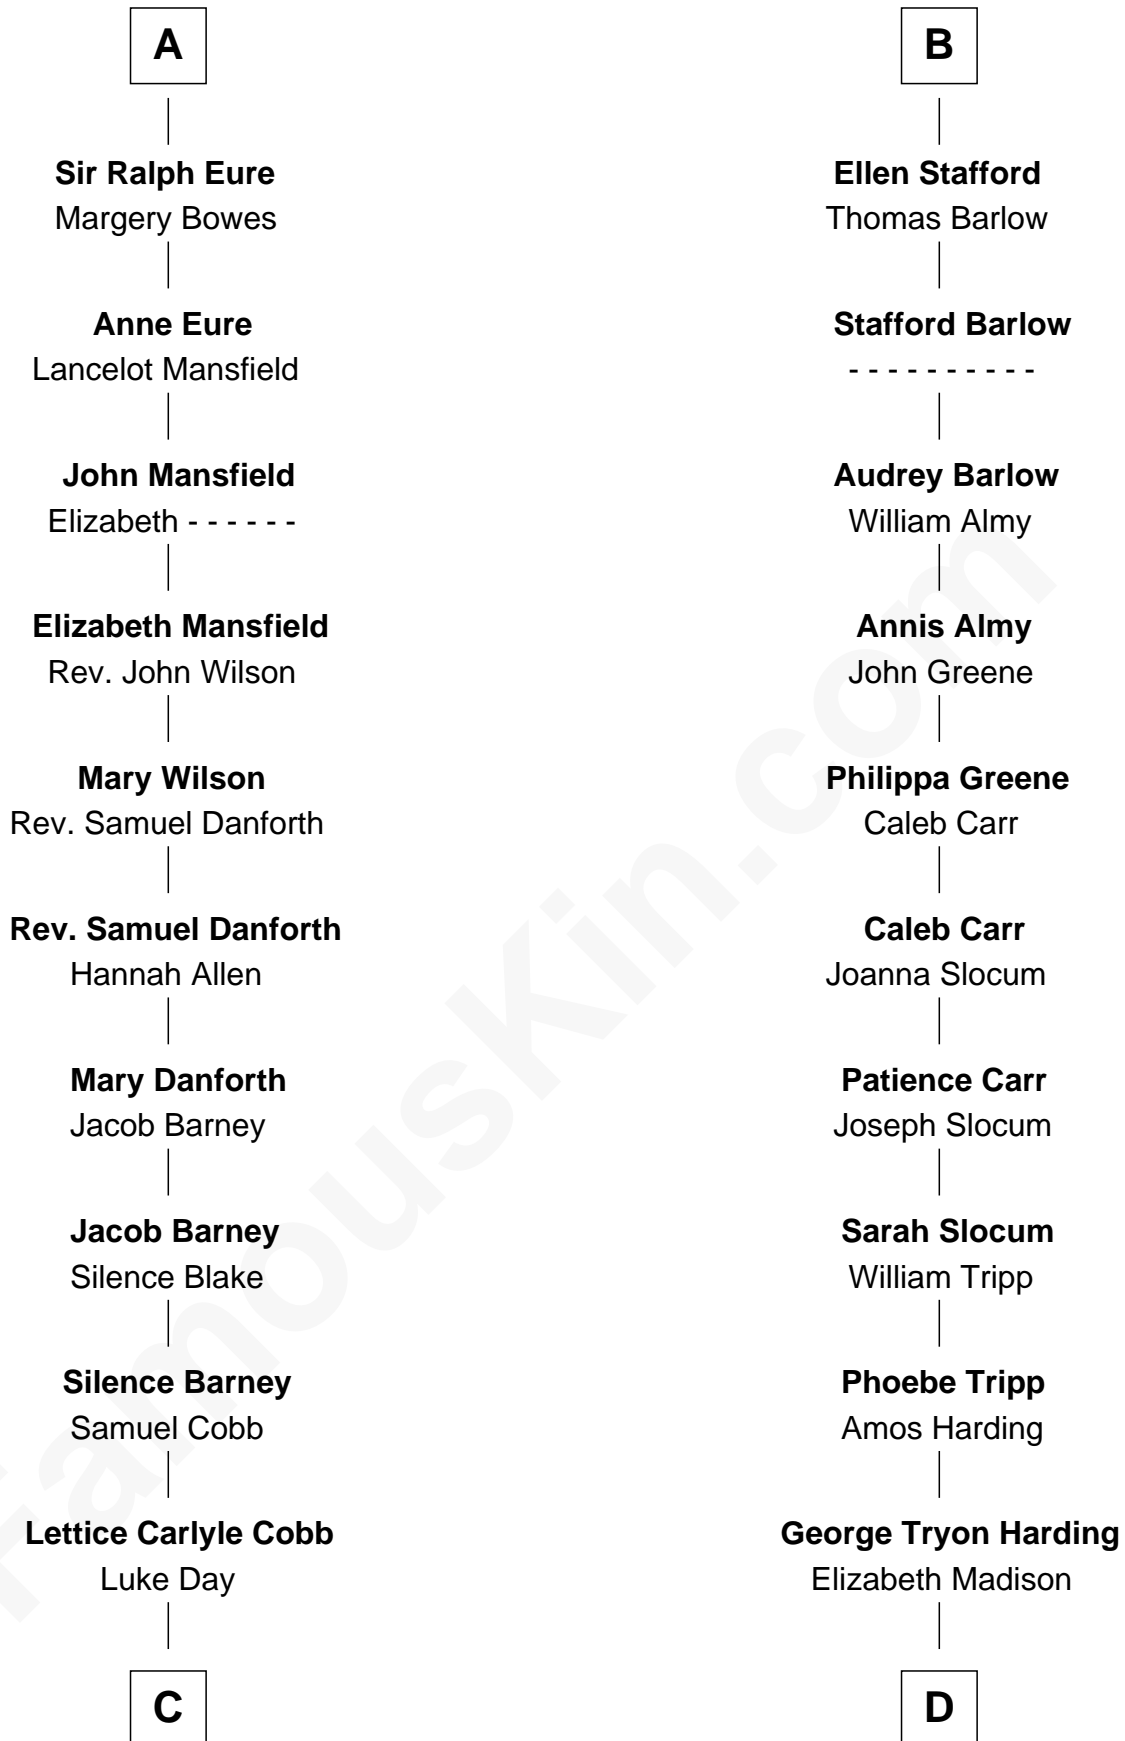 A
Sir Ralph Eure
Margery Bowes
Anne Eure
Lancelot Mansfield
John Mansfield
Elizabeth - - - - - -
Elizabeth Mansfield
Rev. John Wilson
Mary Wilson
Rev. Samuel Danforth
Rev. Samuel Danforth
Hannah Allen
Mary Danforth
Jacob Barney
Jacob Barney
Silence Blake
Silence Barney
Samuel Cobb
Lettice Carlyle Cobb
Luke Day
C
B
Ellen Stafford
Thomas Barlow
Stafford Barlow
- - - - - - - - - -
Audrey Barlow
William Almy
Annis Almy
John Greene
Philippa Greene
Caleb Carr
Caleb Carr
Joanna Slocum
Patience Carr
Joseph Slocum
Sarah Slocum
William Tripp
Phoebe Tripp
Amos Harding
George Tryon Harding
Elizabeth Madison
D
FamousKin.com